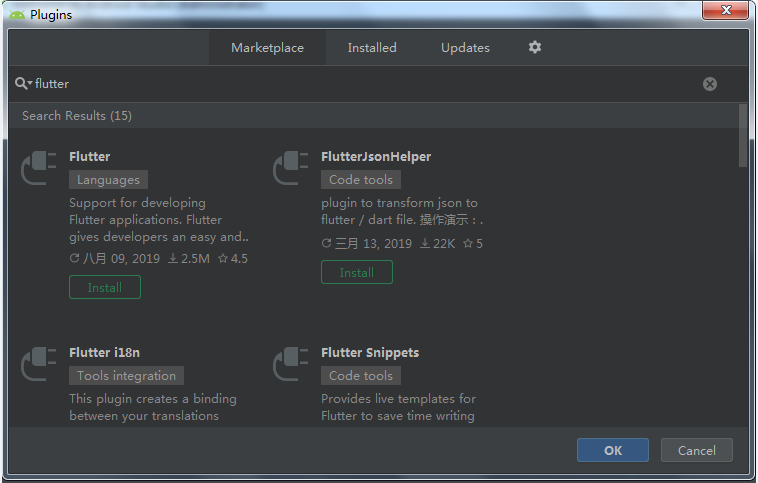 Plugins
Marketplace
Installed
Updates
flutter
Search Results (15)
Flutter
Languages
Support for developing
Flutter applications. Flutter
gives developers an easy and..
八月 09, 2019 2.5M 4.5
Install
FlutterJsonHelper
Code tools
plugin to transform json to
flutter / dart file. 操作演示 : .
三月 13, 2019 22K 5
Install
Flutter i18n
Tools integration
This plugin creates a binding
between your translations
Flutter Snippets
Code tools
Provides live templates for
Flutter to save time writing
OK
Cancel